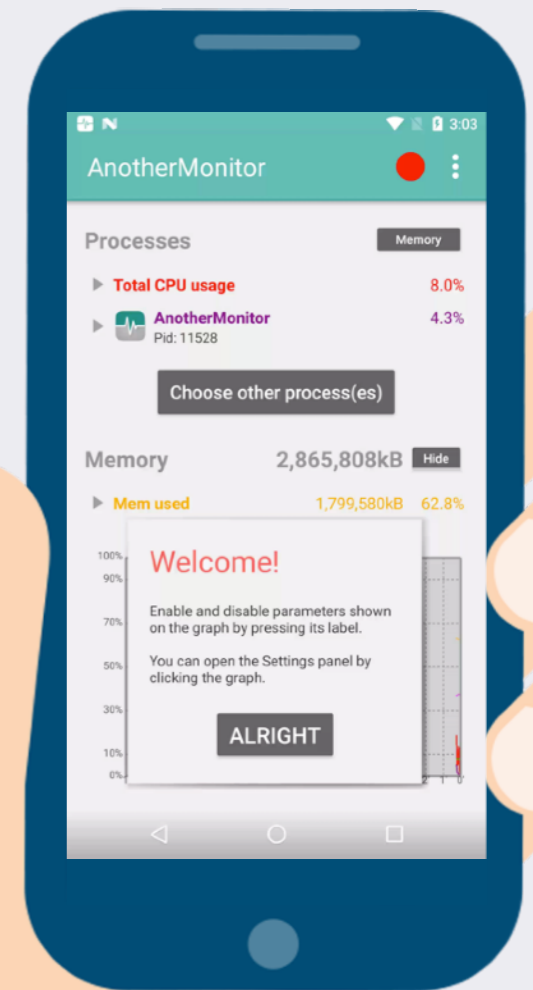 3:03
AnotherMonitor
Processes
Memory
Total CPU usage 8.0%
AnotherMonitor 4.3%
Pid: 11528
Choose other process(es)
Memory 2,865,808kB Hide
Mem used 1,799,580kB 62.8%
100%
90%
Welcome!
Enable and disable parameters shown
70%
on the graph by pressing its label.
You can open the Settings panel by
50%
clicking the graph.
30%
ALRIGHT
10%
0%
2 1 0